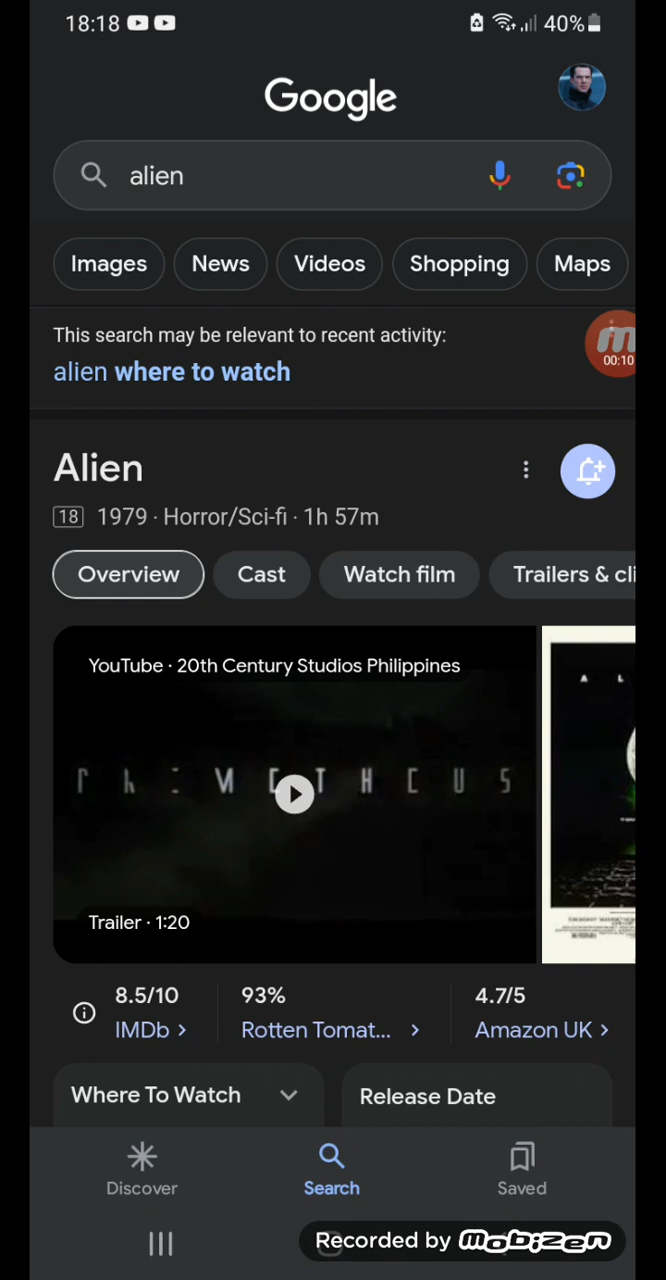 18:18
40%
Google
alien
Images
News
Videos
Shopping
Maps
This search may be relevant to recent activity:
alien where to watch
00:10
Alien
18 1979 · Horror/Sci-fi · 1h 57m
Overview
Cast
Watch film
Trailers & cli
YouTube · 20th Century Studios Philippines
A L
Trailer · 1:20
8.5/10
IMDb
93%
Rotten Tomat...
4.7/5
Amazon UK
Where To Watch
Release Date
Discover
Search
Saved
Recorded by mobizen